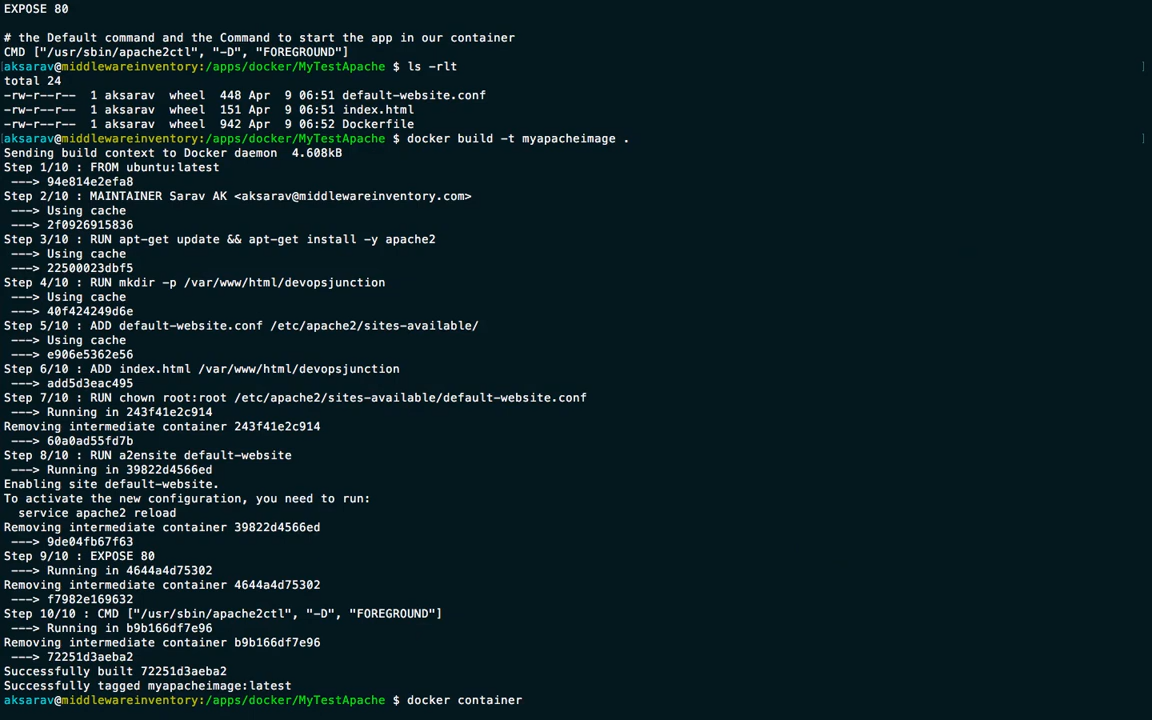 EXPOSE 80
# the Default command and the Command to start the app in our container
CMD ["/usr/sbin/apache2ctl", "-D", "FOREGROUND"]
aksarav@middlewareinventory:/apps/docker/MyTestApache $ ls -rlt
total 24
-rw-r--r--  1 aksarav  wheel  448 Apr  9 06:51 default-website.conf
-rw-r--r--  1 aksarav  wheel  151 Apr  9 06:51 index.html
-rw-r--r--  1 aksarav  wheel  942 Apr  9 06:52 Dockerfile
aksarav@middlewareinventory:/apps/docker/MyTestApache $ docker build -t myapacheimage .
Sending build context to Docker daemon  4.608kB
Step 1/10 : FROM ubuntu:latest
---> 94e814e2efa8
Step 2/10 : MAINTAINER Sarav AK <aksarav@middlewareinventory.com>
---> Using cache
---> 2f0926915836
Step 3/10 : RUN apt-get update && apt-get install -y apache2
---> Using cache
---> 22500023dbf5
Step 4/10 : RUN mkdir -p /var/www/html/devopsjunction
---> Using cache
---> 40f424249d6e
Step 5/10 : ADD default-website.conf /etc/apache2/sites-available/
---> Using cache
---> e906e5362e56
Step 6/10 : ADD index.html /var/www/html/devopsjunction
---> add5d3eac495
Step 7/10 : RUN chown root:root /etc/apache2/sites-available/default-website.conf
---> Running in 243f41e2c914
Removing intermediate container 243f41e2c914
---> 60a0ad55fd7b
Step 8/10 : RUN a2ensite default-website
---> Running in 39822d4566ed
Enabling site default-website.
To activate the new configuration, you need to run:
service apache2 reload
Removing intermediate container 39822d4566ed
---> 9de04fb67f63
Step 9/10 : EXPOSE 80
---> Running in 4644a4d75302
Removing intermediate container 4644a4d75302
---> f7982e169632
Step 10/10 : CMD ["/usr/sbin/apache2ctl", "-D", "FOREGROUND"]
---> Running in b9b166df7e96
Removing intermediate container b9b166df7e96
---> 72251d3aeba2
Successfully built 72251d3aeba2
Successfully tagged myapacheimage:latest
aksarav@middlewareinventory:/apps/docker/MyTestApache $ docker container